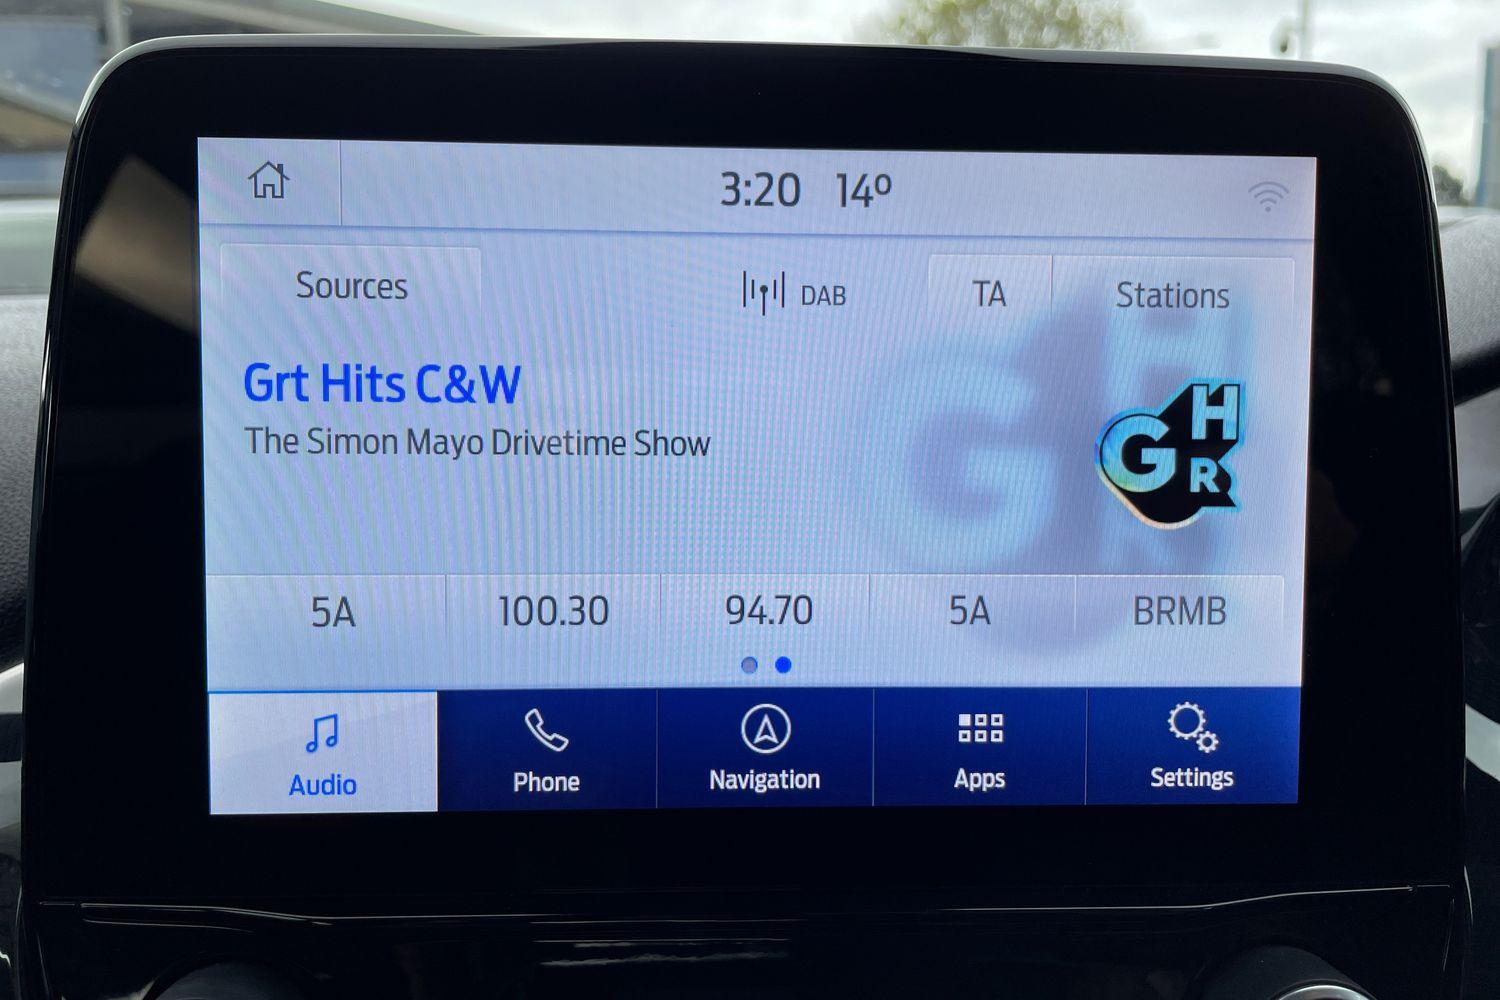 3:20 14º
Sources DAB TA Stations
Grt Hits C&W
The Simon Mayo Drivetime Show
GHR
5A 100.30 94.70 5A BRMB
Audio Phone Navigation Apps Settings